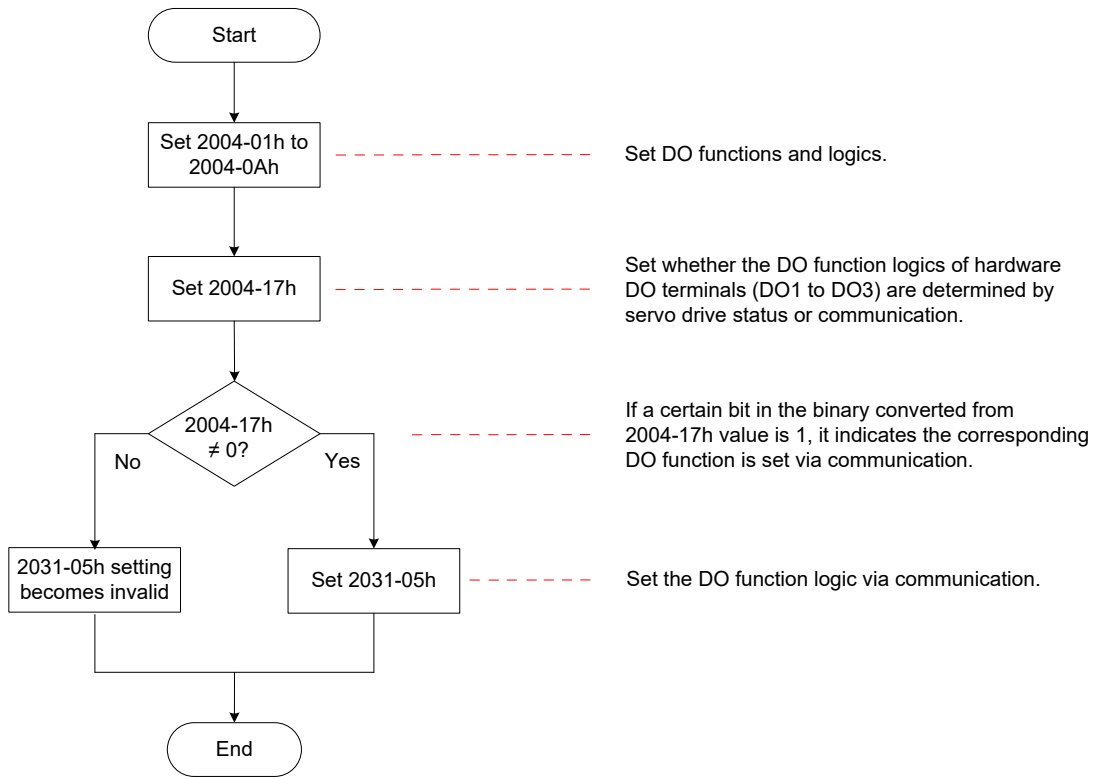 Start
Set 2004-01h to
2004-0Ah
Set DO functions and logics.
Set 2004-17h
Set whether the DO function logics of hardware
DO terminals (DO1 to DO3) are determined by
servo drive status or communication.
2004-17h
≠ 0?
No
Yes
If a certain bit in the binary converted from
2004-17h value is 1, it indicates the corresponding
DO function is set via communication.
2031-05h setting
becomes invalid
Set 2031-05h
Set the DO function logic via communication.
End